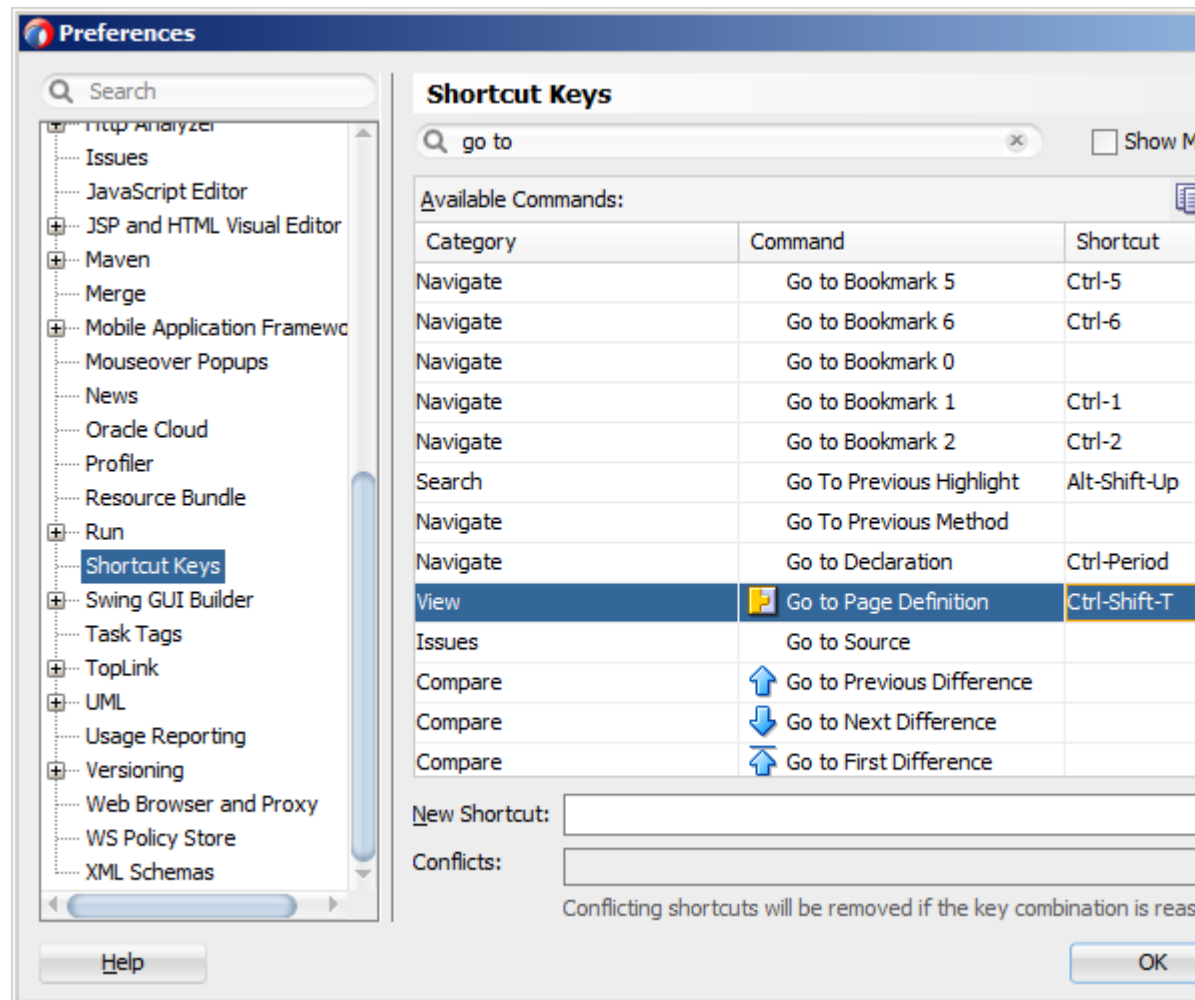 Preferences
Search
Http Analyzer
Issues
JavaScript Editor
JSP and HTML Visual Editor
Maven
Merge
Mobile Application Framewo
Mouseover Popups
News
Oracle Cloud
Profiler
Resource Bundle
Run
Shortcut Keys
Swing GUI Builder
Task Tags
TopLink
UML
Usage Reporting
Versioning
Web Browser and Proxy
WS Policy Store
XML Schemas
Help
Shortcut Keys
go to
Show M
Available Commands:
Category Command Shortcut
Navigate Go to Bookmark 5 Ctrl-5
Navigate Go to Bookmark 6 Ctrl-6
Navigate Go to Bookmark 0
Navigate Go to Bookmark 1 Ctrl-1
Navigate Go to Bookmark 2 Ctrl-2
Search Go To Previous Highlight Alt-Shift-Up
Navigate Go To Previous Method
Navigate Go to Declaration Ctrl-Period
View Go to Page Definition Ctrl-Shift-T
Issues Go to Source
Compare Go to Previous Difference
Compare Go to Next Difference
Compare Go to First Difference
New Shortcut:
Conflicts:
Conflicting shortcuts will be removed if the key combination is reas
OK